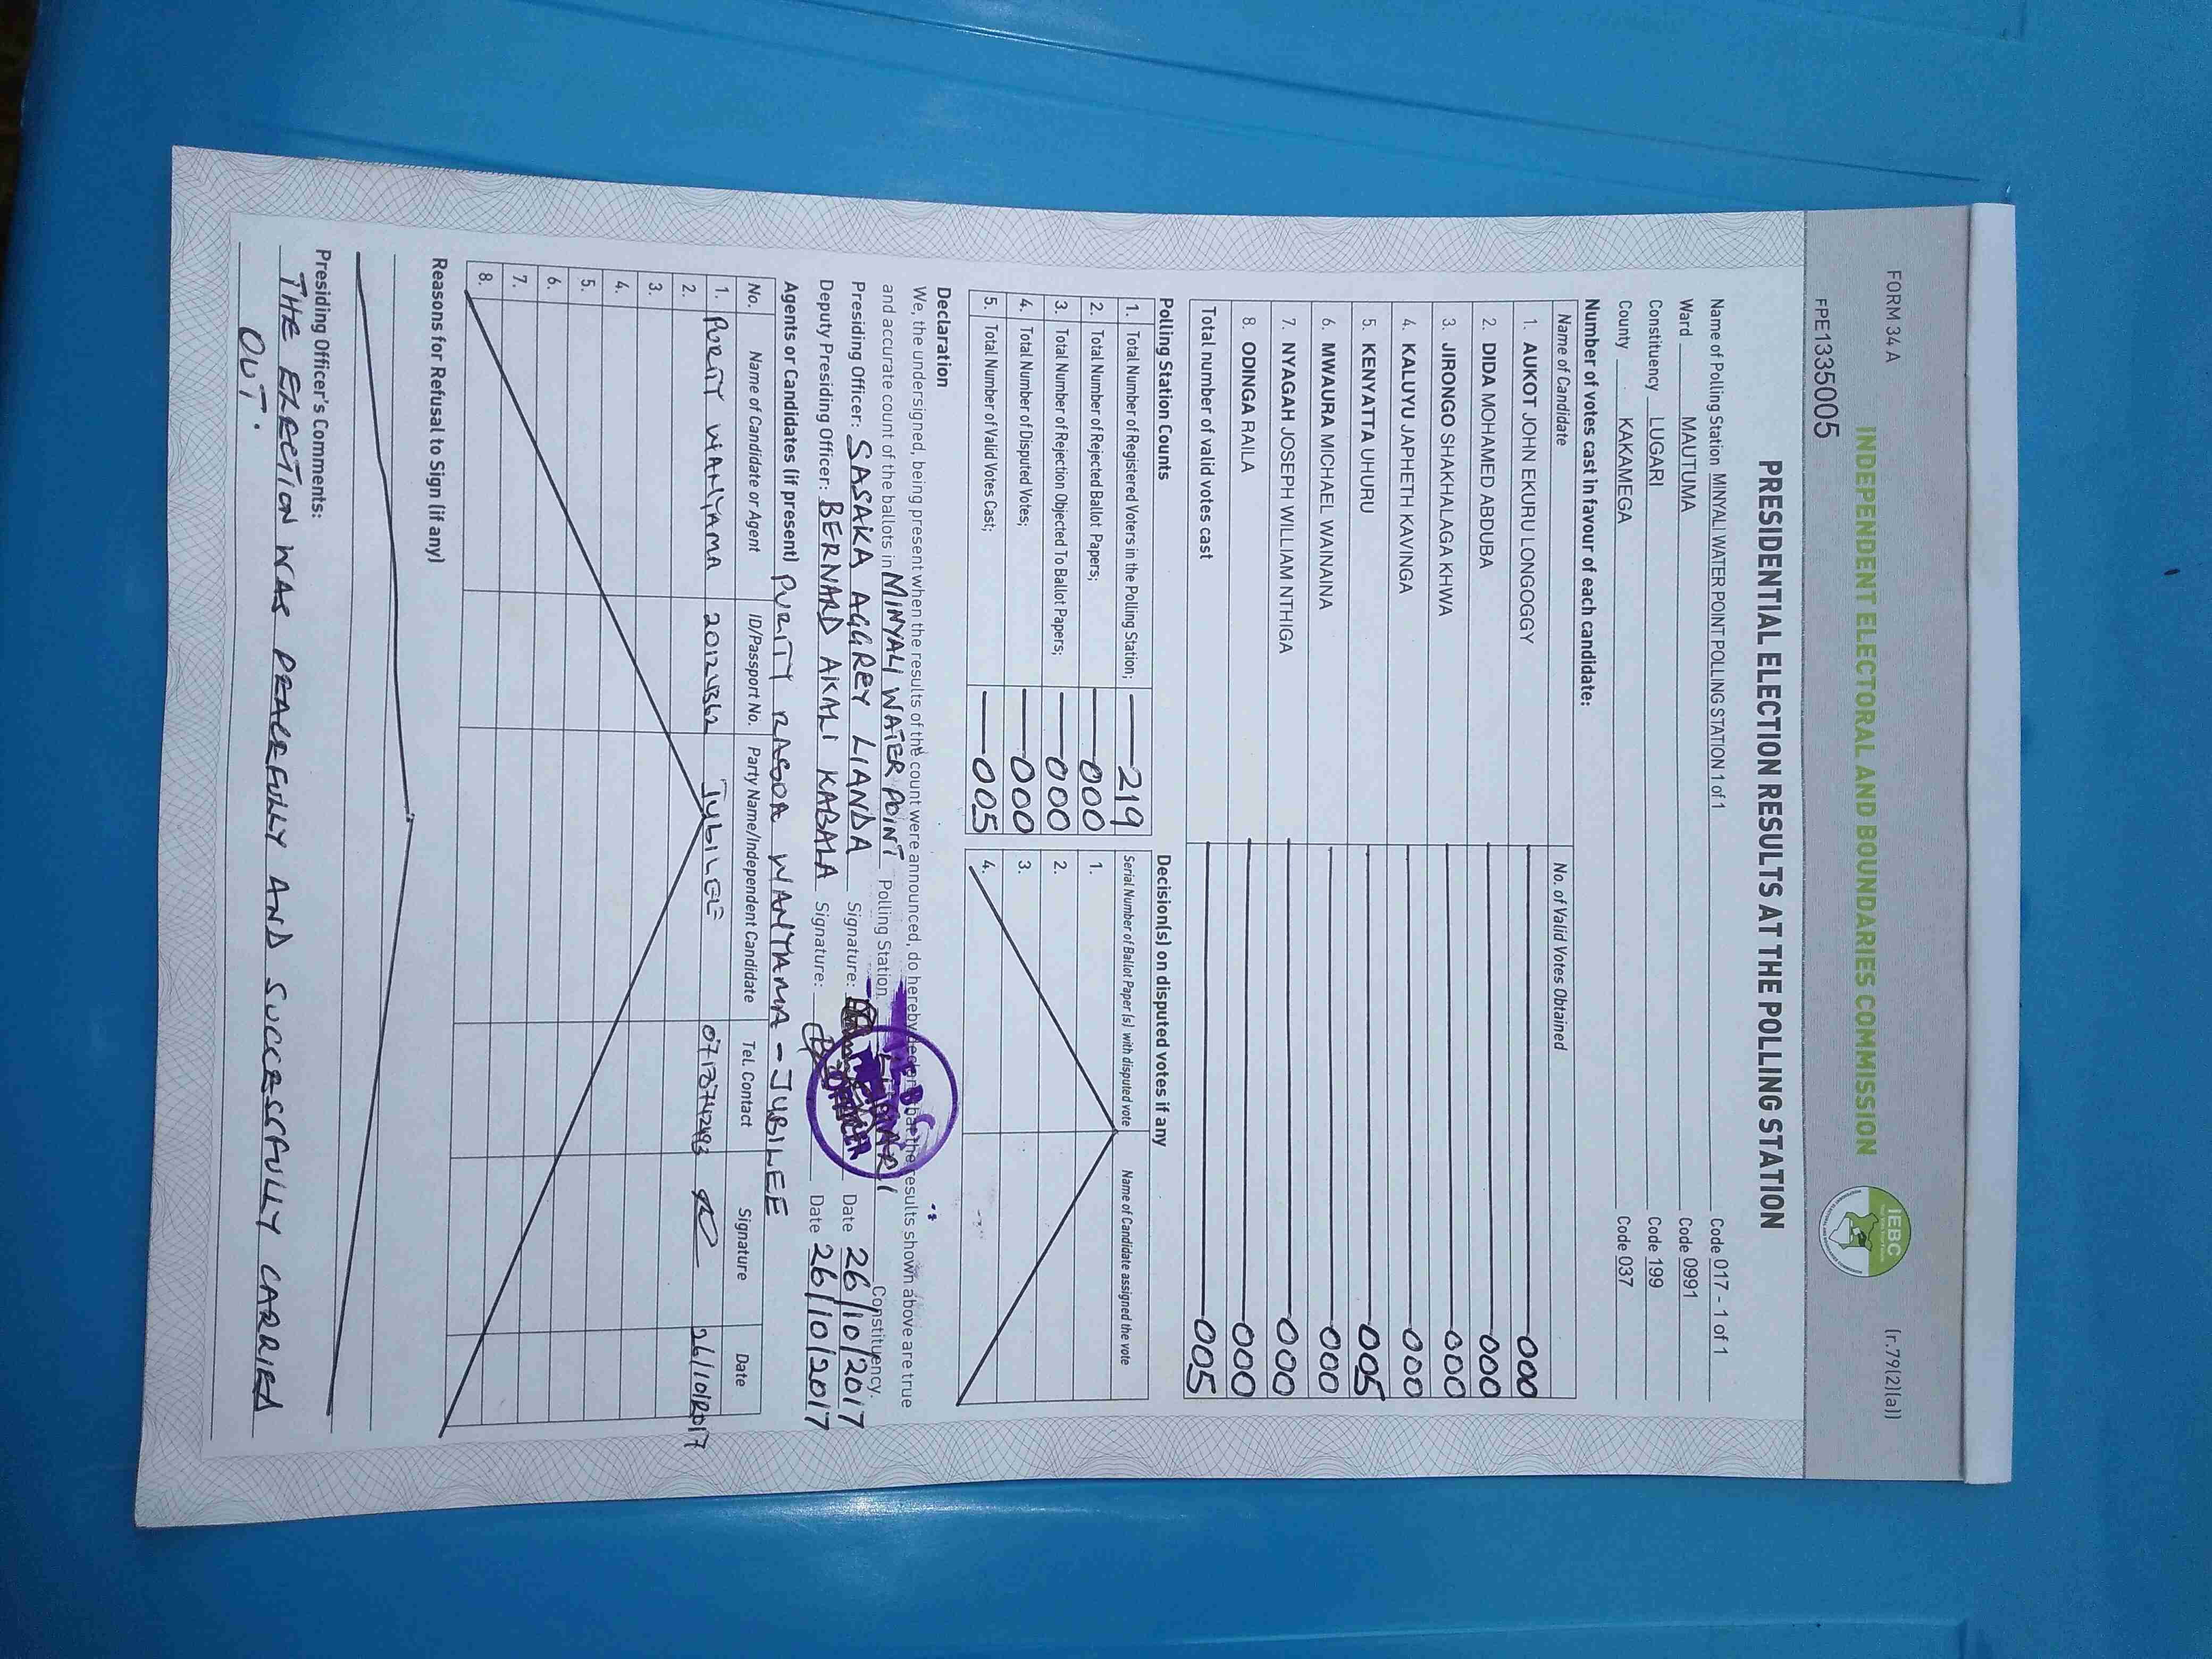 FORM 34 A
(r.79(2)(a))
INDEPENDENT ELECTORAL AND BOUNDARIES COMMISSION
IEBC
FPE1335005
PRESIDENTIAL ELECTION RESULTS AT THE POLLING STATION
Name of Polling Station MINYALI WATER POINT POLLING STATION 1 of 1 Code 017 - 1 of 1
Ward MAUTUMA Code 0991
Constituency LUGARI Code 199
County KAKAMEGA Code 037
Number of votes cast in favour of each candidate:
Name of Candidate No. of Valid Votes Obtained
1. AUKOT JOHN EKURU LONGOGGY 000
2. DIDA MOHAMED ABDUBA 000
3. JIRONGO SHAKHALAGA KHWA 000
4. KALUYU JAPHETH KAVINGA 000
5. KENYATTA UHURU 005
6. MWAURA MICHAEL WAINAINA 000
7. NYAGAH JOSEPH WILLIAM NTHIGA 000
8. ODINGA RAILA 000
Total number of valid votes cast 005
Polling Station Counts
1. Total Number of Registered Voters in the Polling Station; 219
2. Total Number of Rejected Ballot Papers; 000
3. Total Number of Rejection Objected To Ballot Papers; 000
4. Total Number of Disputed Votes; 000
5. Total Number of Valid Votes Cast; 005
Decision(s) on disputed votes if any
Serial Number of Ballot Paper (s) with disputed vote Name of Candidate assigned the vote
1.
2.
3.
4.
Declaration
We, the undersigned, being present when the results of the count were announced, do hereby declare that the results shown above are true
and accurate count of the ballots in MINYALI WATER POINT Polling Station LUGARI Constituency.
Presiding Officer: SASAKA AGGREY LIANDA Signature: Date 26/10/2017
Deputy Presiding Officer: BERNARD AKALI KABALA Signature: Date 26/10/2017
Agents or Candidates (if present) PURITY RASOA WANYAMA - JUBILEE
No. Name of Candidate or Agent ID/Passport No. Party Name/Independent Candidate Tel. Contact Signature Date
1. PURITY WANYAMA JUBILEE 26/10/2017
2.
3.
4.
5.
6.
7.
8.
Reasons for Refusal to Sign (if any)
Presiding Officer's Comments:
THE ELECTION WAS PEACEFULLY AND SUCCESSFULLY CARRIED
OUT.